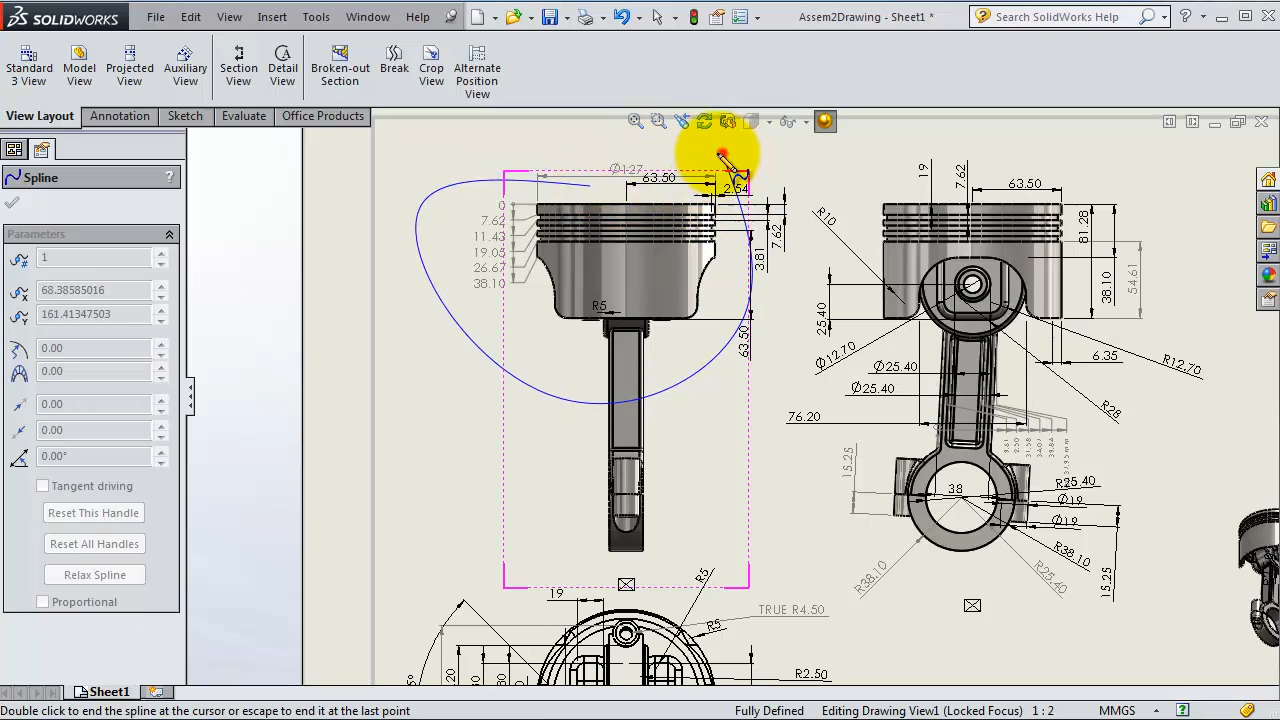 SOLIDWORKS
File Edit View Insert Tools Window Help
Assem2Drawing - Sheet1 *
Search SolidWorks Help
Standard 3 View
Model View
Projected View
Auxiliary View
Section View
Detail View
Broken-out Section
Break
Crop View
Alternate Position View
View Layout Annotation Sketch Evaluate Office Products
Spline
?
Parameters
1
68.38585016
161.41347503
0.00
0.00
0.00
0.00
0.00°
Tangent driving
Reset This Handle
Reset All Handles
Relax Spline
Proportional
Ø127
63.50
2.54
0
7.62
11.43
19.05
26.67
38.10
R5
3.81
7.62
63.50
19
7.62
63.50
R10
81.28
38.10
54.61
25.40
Ø12.70
6.35
R12.70
Ø25.40
Ø25.40
R28
76.20
15.25
38
R25.40
Ø19
Ø19
R38.10
R38.10
R25.40
15.25
19
R5
TRUE R4.50
R5
R2.50
20
30
50
Sheet1
Double click to end the spline at the cursor or escape to end it at the last point
Fully Defined
Editing Drawing View1 (Locked Focus)
1 : 2
MMGS